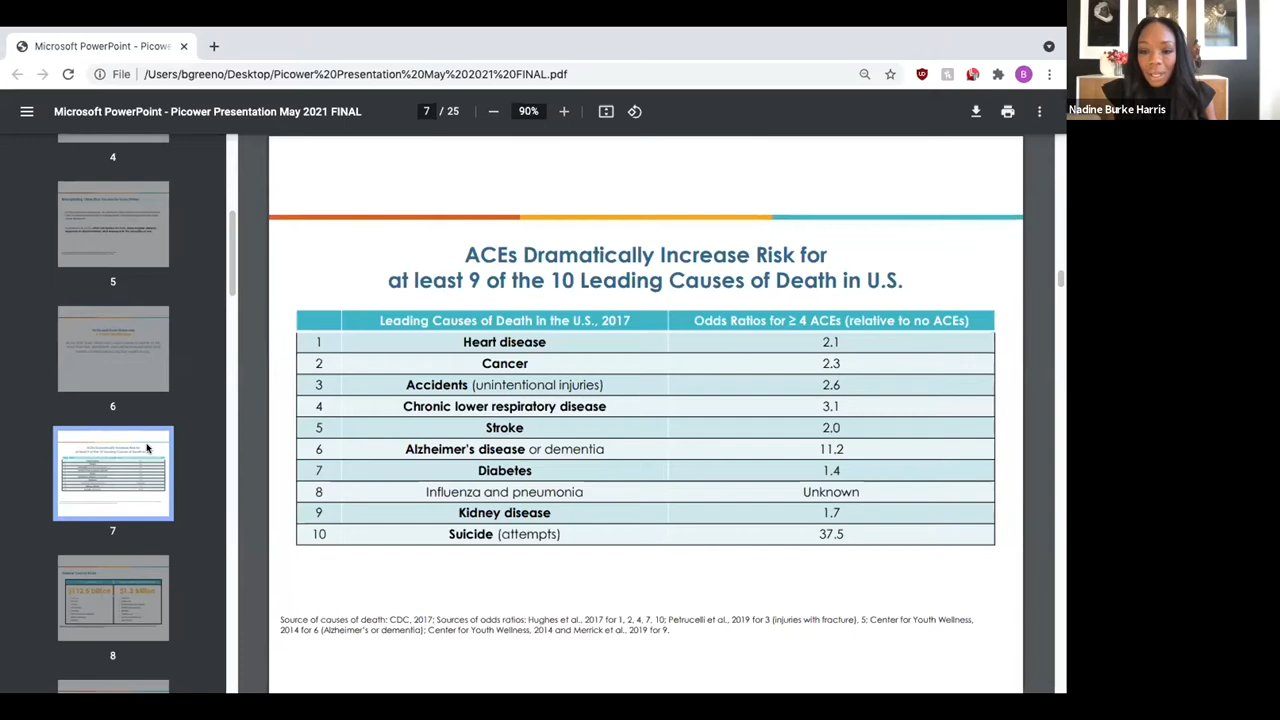 Microsoft PowerPoint - Picow
File
/Users/bgreeno/Desktop/Picower%20Presentation%20May%202021%20FINAL.pdf
B
Nadine Burke Harris
Microsoft PowerPoint - Picower Presentation May 2021 FINAL
7 / 25
90%
4
5
6
7
$112.5 billion
8
ACEs Dramatically Increase Risk for
at least 9 of the 10 Leading Causes of Death in U.S.
Leading Causes of Death in the U.S., 2017 Odds Ratios for ≥ 4 ACEs (relative to no ACEs)
1 Heart disease 2.1
2 Cancer 2.3
3 Accidents (unintentional injuries) 2.6
4 Chronic lower respiratory disease 3.1
5 Stroke 2.0
6 Alzheimer's disease or dementia 11.2
7 Diabetes 1.4
8 Influenza and pneumonia Unknown
9 Kidney disease 1.7
10 Suicide (attempts) 37.5
Source of causes of death: CDC, 2017; Sources of odds ratios: Hughes et al., 2017 for 1, 2, 4, 7, 10; Petrucelli et al., 2019 for 3 (injuries with fracture), 5; Center for Youth Wellness,
2014 for 6 (Alzheimer's or dementia); Center for Youth Wellness, 2014 and Merrick et al., 2019 for 9.